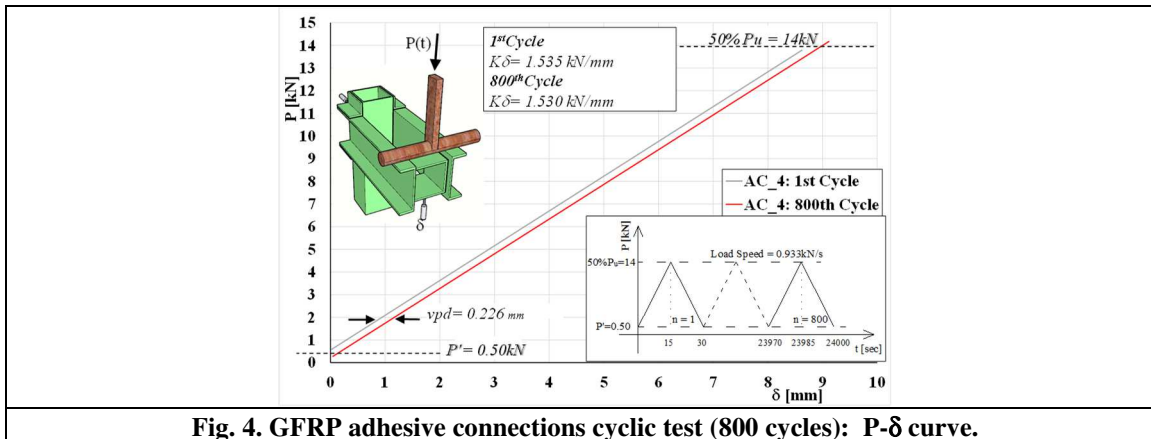 15
14
13
12
11
10
9
8
7
6
5
4
3
2
1
0
P [kN]
P(t)
δ
1stCycle
Kδ= 1.535 kN/mm
800thCycle
Kδ= 1.530 kN/mm
50%Pu = 14kN
AC_4: 1st Cycle
AC_4: 800th Cycle
P [kN]
Load Speed = 0.933kN/s
50%Pu=14
P'=0.50
n = 1
n = 800
15 30 23970 23985 24000
t [sec]
vpd= 0.226 mm
P'= 0.50kN
0 1 2 3 4 5 6 7 8 9 10
δ [mm]
Fig. 4. GFRP adhesive connections cyclic test (800 cycles): P-δ curve.